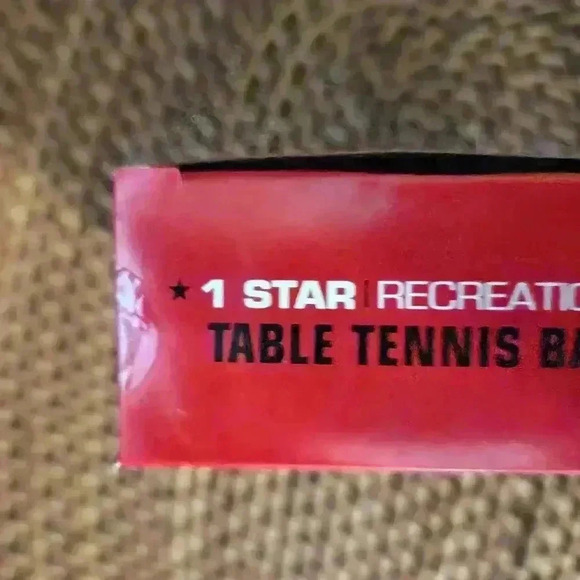 ★ 1 STAR | RECREATIO
TABLE TENNIS BA